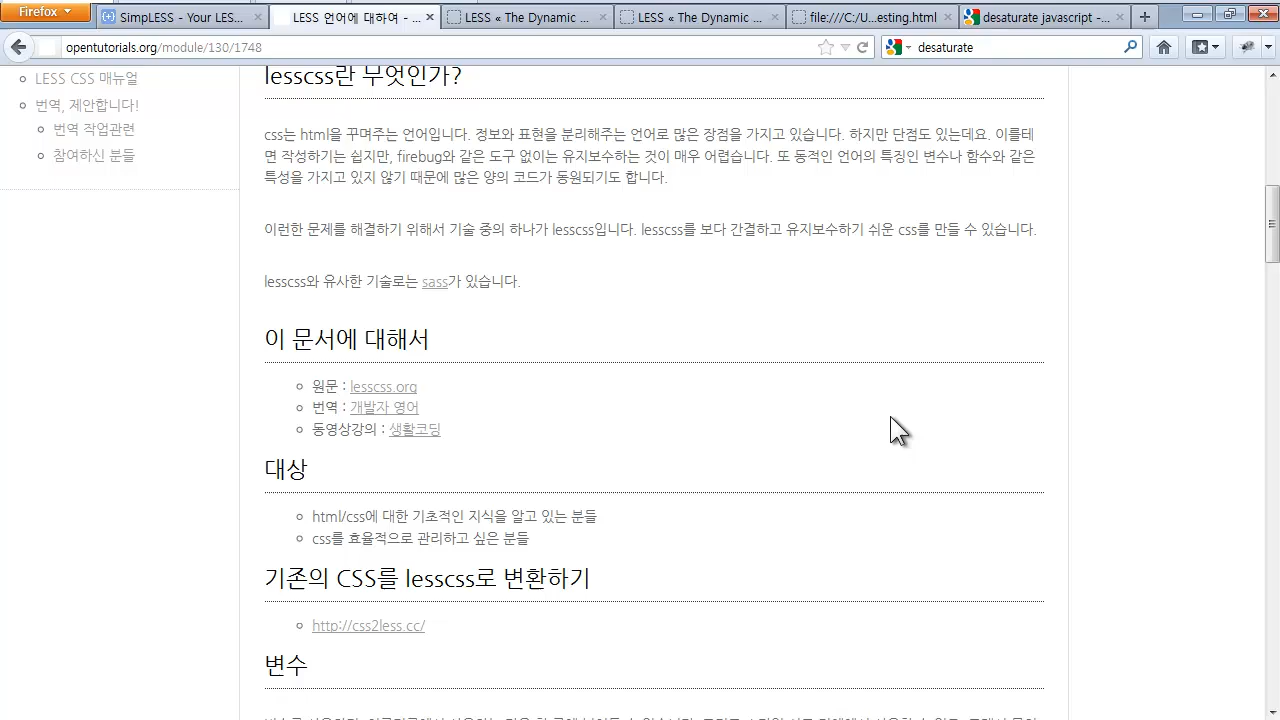 Firefox
SimpLESS - Your LES...
LESS 언어에 대하여 - ...
LESS « The Dynamic ...
LESS « The Dynamic ...
file:///C:/U...esting.html
desaturate javascript -...
opentutorials.org/module/130/1748
desaturate
LESS CSS 매뉴얼
번역, 제안합니다!
번역 작업관련
참여하신 분들
lesscss란 무엇인가?
css는 html을 꾸며주는 언어입니다. 정보와 표현을 분리해주는 언어로 많은 장점을 가지고 있습니다. 하지만 단점도 있는데요. 이를테
면 작성하기는 쉽지만, firebug와 같은 도구 없이는 유지보수하는 것이 매우 어렵습니다. 또 동적인 언어의 특징인 변수나 함수와 같은
특성을 가지고 있지 않기 때문에 많은 양의 코드가 동원되기도 합니다.
이런한 문제를 해결하기 위해서 기술 중의 하나가 lesscss입니다. lesscss를 보다 간결하고 유지보수하기 쉬운 css를 만들 수 있습니다.
lesscss와 유사한 기술로는 sass가 있습니다.
이 문서에 대해서
원문 : lesscss.org
번역 : 개발자 영어
동영상강의 : 생활코딩
대상
html/css에 대한 기초적인 지식을 알고 있는 분들
css를 효율적으로 관리하고 싶은 분들
기존의 CSS를 lesscss로 변환하기
http://css2less.cc/
변수